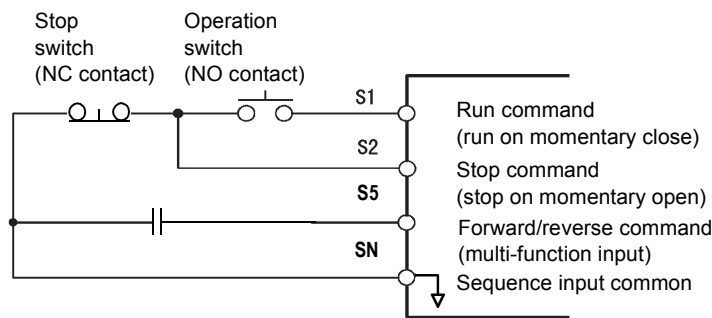 Stop
switch
(NC contact)
Operation
switch
(NO contact)
S1
Run command
(run on momentary close)
S2
Stop command
(stop on momentary open)
S5
Forward/reverse command
(multi-function input)
SN
Sequence input common